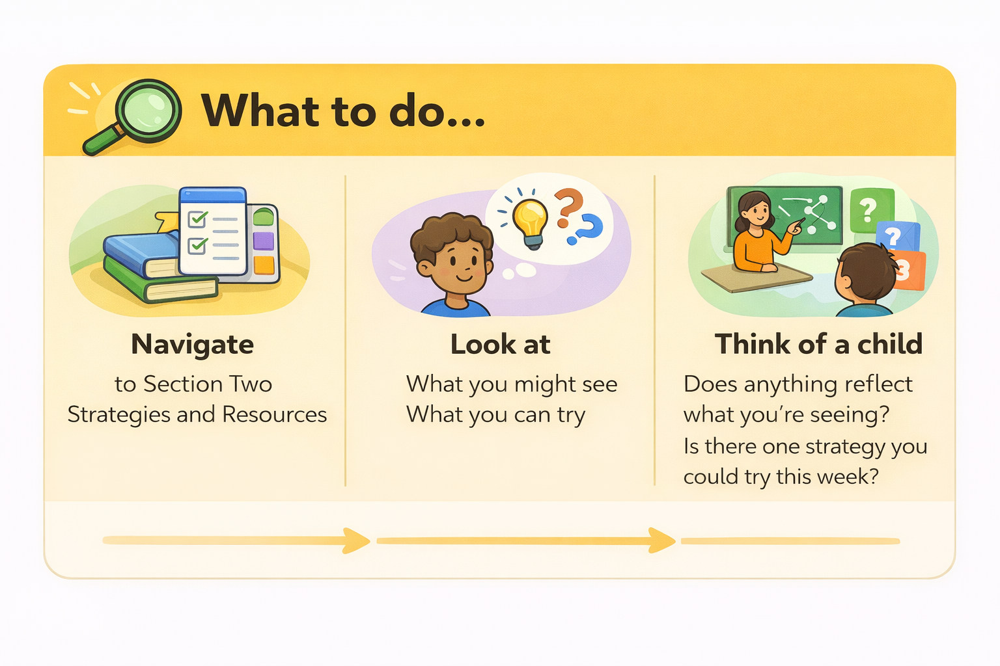 What to do...
Navigate
to Section Two
Strategies and Resources
Look at
What you might see
What you can try
?
?
?
?
3
Think of a child
Does anything reflect
what you’re seeing?
Is there one strategy you
could try this week?